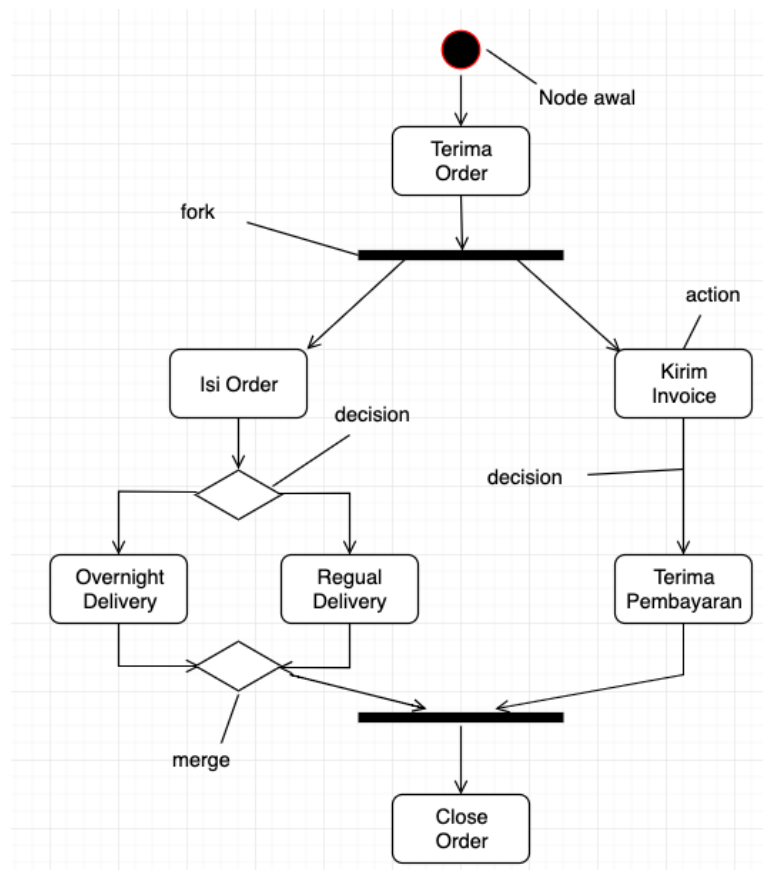 Node awal
Terima
Order
fork
action
Isi Order
Kirim
Invoice
decision
decision
Overnight
Delivery
Regual
Delivery
Terima
Pembayaran
merge
Close
Order